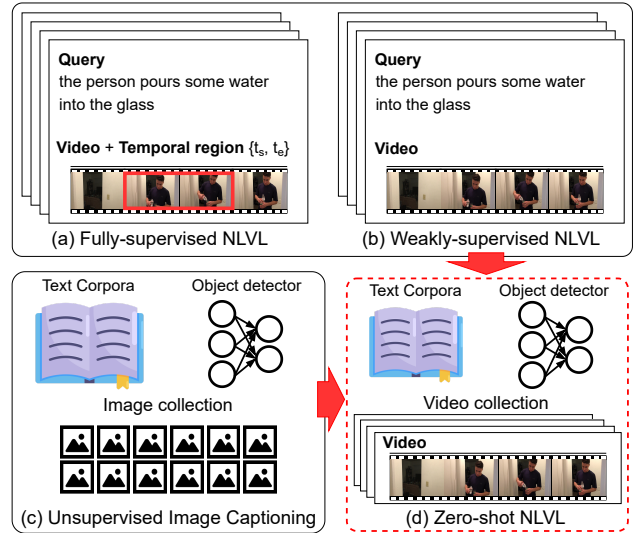 Query
the person pours some water
into the glass
Video + Temporal region {tₛ, tₑ}
(a) Fully-supervised NLVL
Query
the person pours some water
into the glass
Video
(b) Weakly-supervised NLVL
Text Corpora
Object detector
Image collection
(c) Unsupervised Image Captioning
Text Corpora
Object detector
Video collection
Video
(d) Zero-shot NLVL